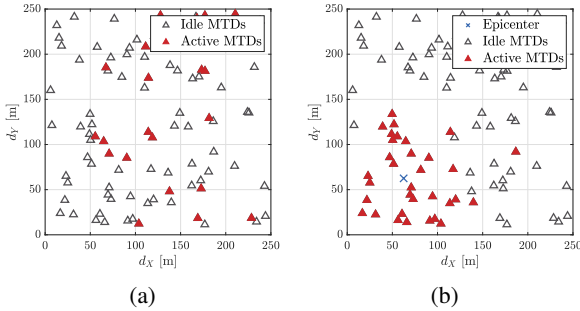 250
200
150
100
50
0
0 50 100 150 200 250
d_X [m]
d_Y [m]
Idle MTDs
Active MTDs
(a)
250
200
150
100
50
0
0 50 100 150 200 250
d_X [m]
d_Y [m]
Epicenter
Idle MTDs
Active MTDs
(b)